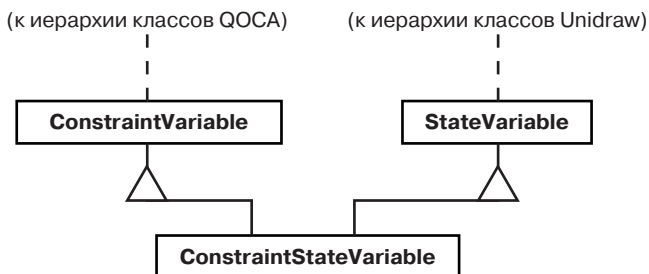 (к иерархии классов QOCA)
(к иерархии классов Unidraw)
ConstraintVariable
StateVariable
ConstraintStateVariable